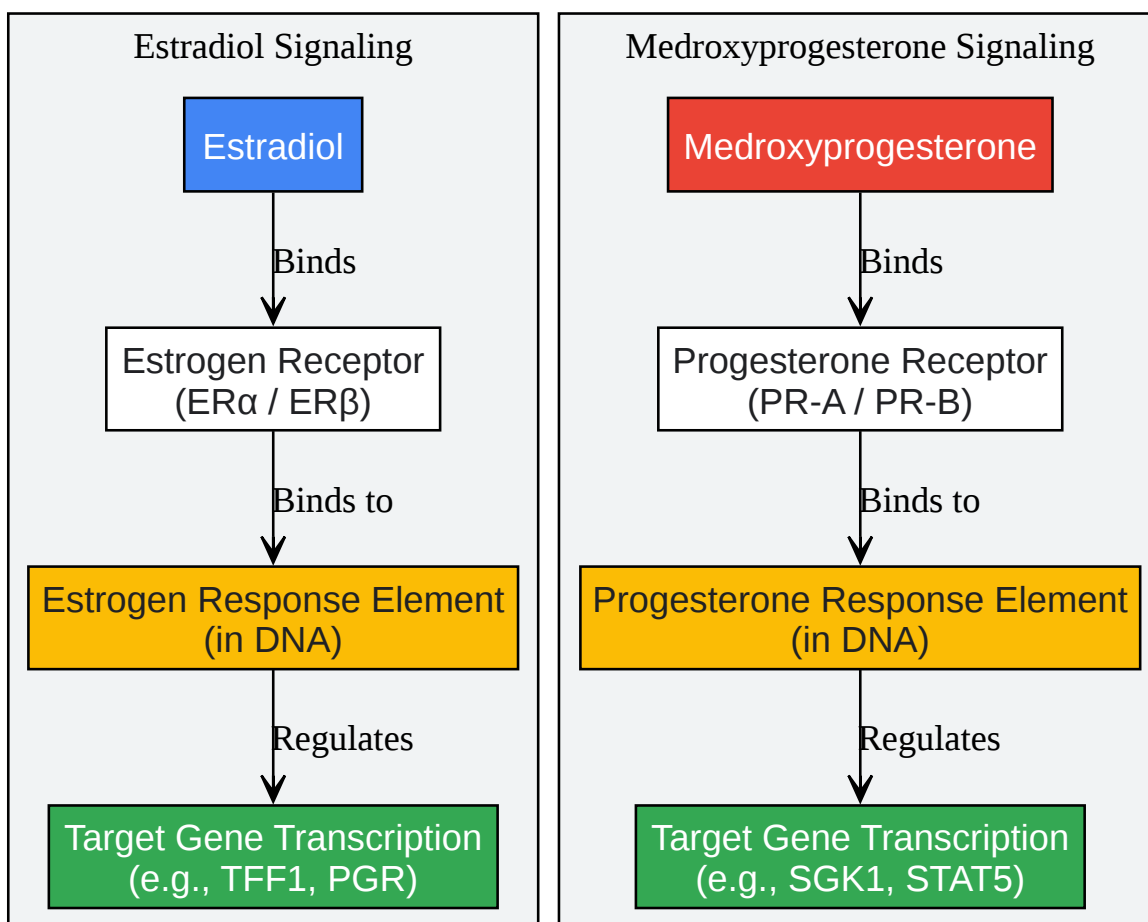 Estradiol Signaling
Estradiol
Binds
Estrogen Receptor
(ERα / ERβ)
Binds to
Estrogen Response Element
(in DNA)
Regulates
Target Gene Transcription
(e.g., TFF1, PGR)
Medroxyprogesterone Signaling
Medroxyprogesterone
Binds
Progesterone Receptor
(PR-A / PR-B)
Binds to
Progesterone Response Element
(in DNA)
Regulates
Target Gene Transcription
(e.g., SGK1, STAT5)